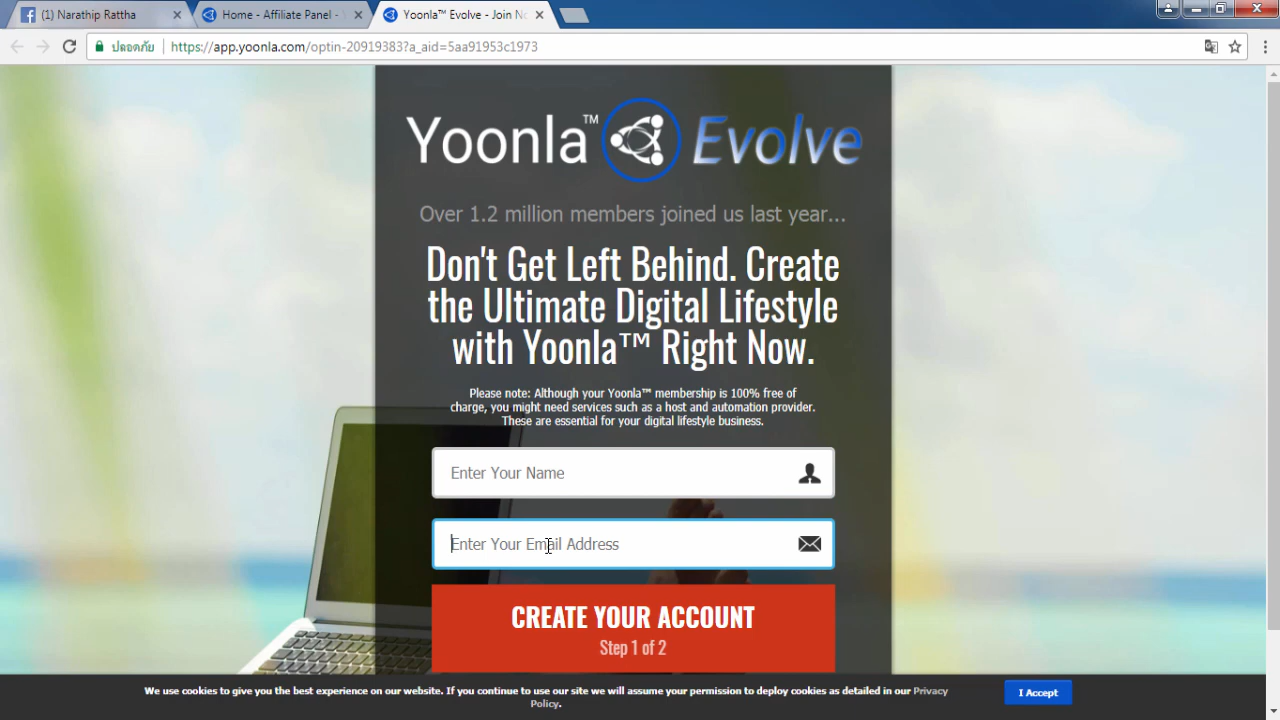 (1) Narathip Rattha
Home - Affiliate Panel -
Yoonla™ Evolve - Join No
ปลอดภัย
https://app.yoonla.com/optin-20919383?a_aid=5aa91953c1973
Yoonla™ Evolve
Over 1.2 million members joined us last year...
Don't Get Left Behind. Create
the Ultimate Digital Lifestyle
with Yoonla™ Right Now.
Please note: Although your Yoonla™ membership is 100% free of
charge, you might need services such as a host and automation provider.
These are essential for your digital lifestyle business.
Enter Your Name
Enter Your Email Address
CREATE YOUR ACCOUNT
Step 1 of 2
We use cookies to give you the best experience on our website. If you continue to use our site we will assume your permission to deploy cookies as detailed in our Privacy
Policy.
I Accept